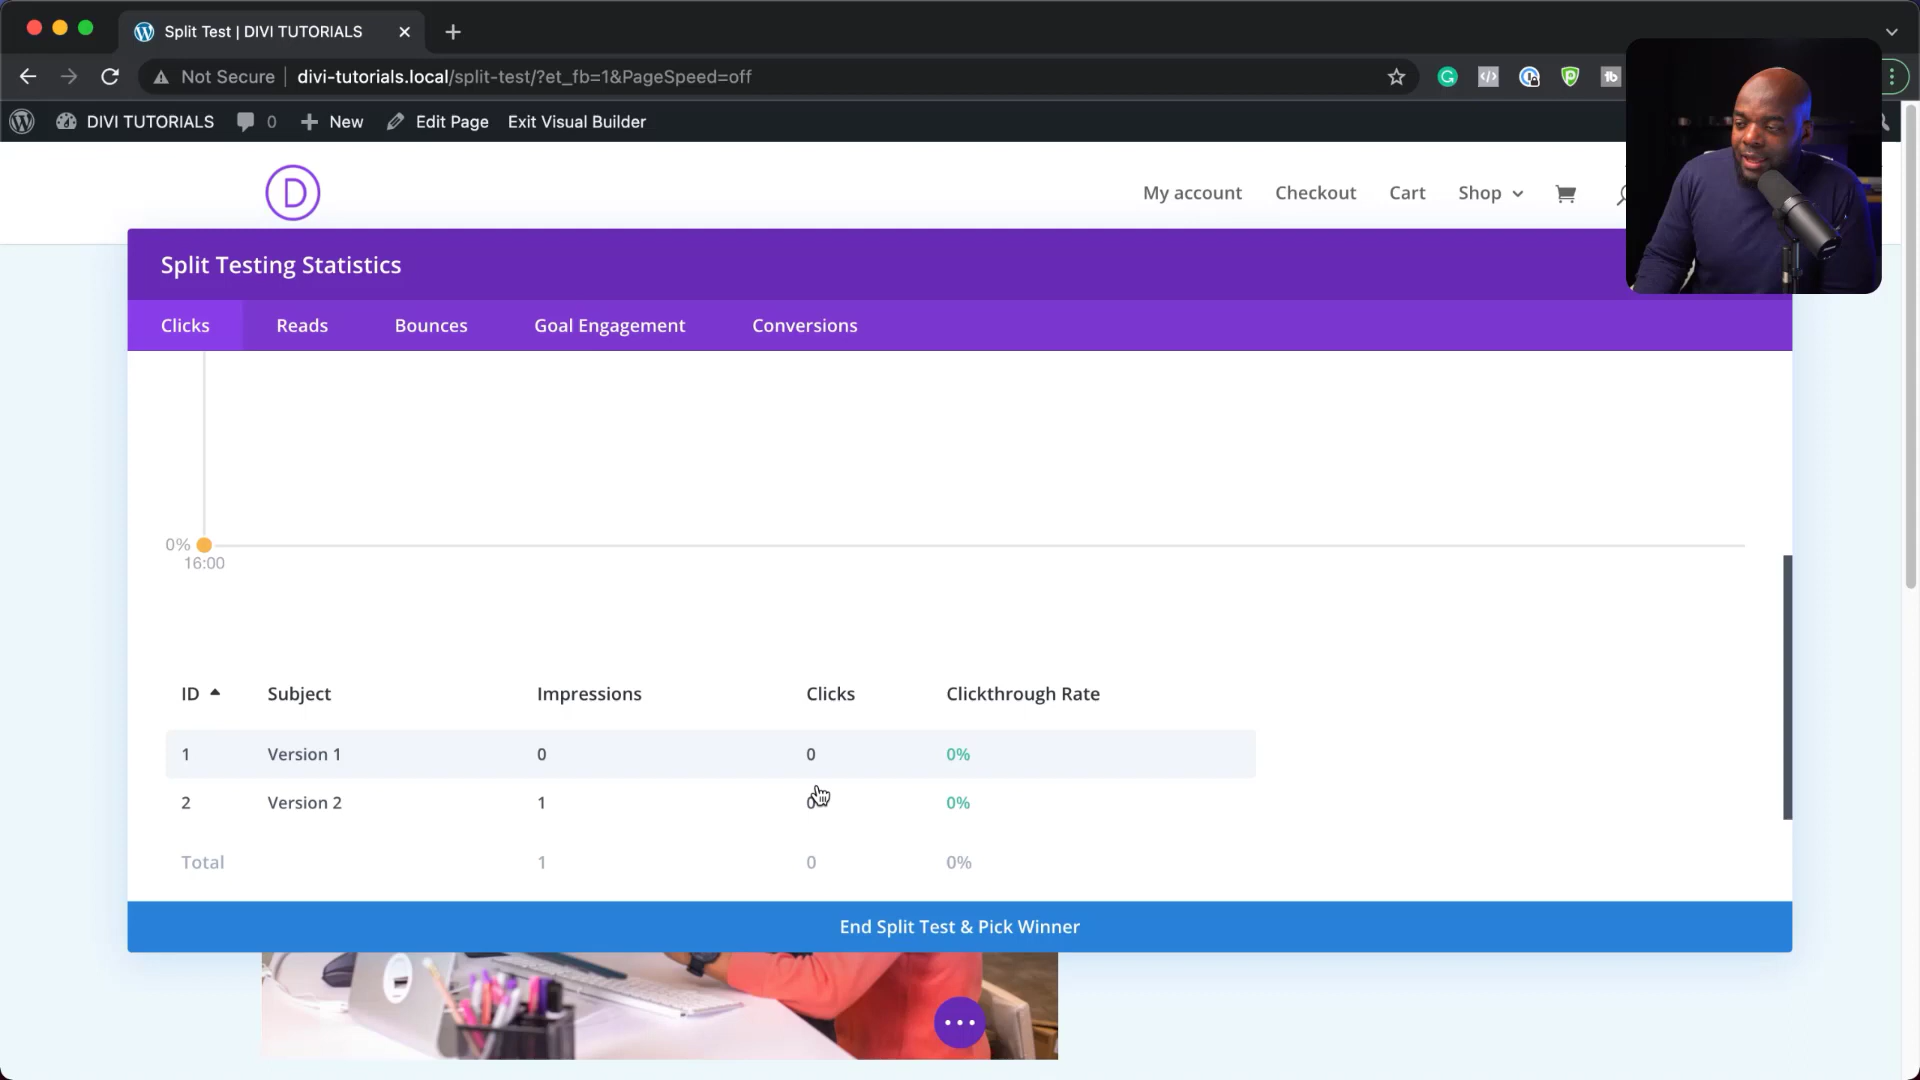 Split Test | DIVI TUTORIALS
Not Secure divi-tutorials.local/split-test/?et_fb=1&PageSpeed=off
DIVI TUTORIALS 0 New Edit Page Exit Visual Builder
D
My account Checkout Cart Shop
Split Testing Statistics
Clicks Reads Bounces Goal Engagement Conversions
0%
16:00
ID Subject Impressions Clicks Clickthrough Rate
1 Version 1 0 0 0%
2 Version 2 1 0 0%
Total 1 0 0%
End Split Test & Pick Winner